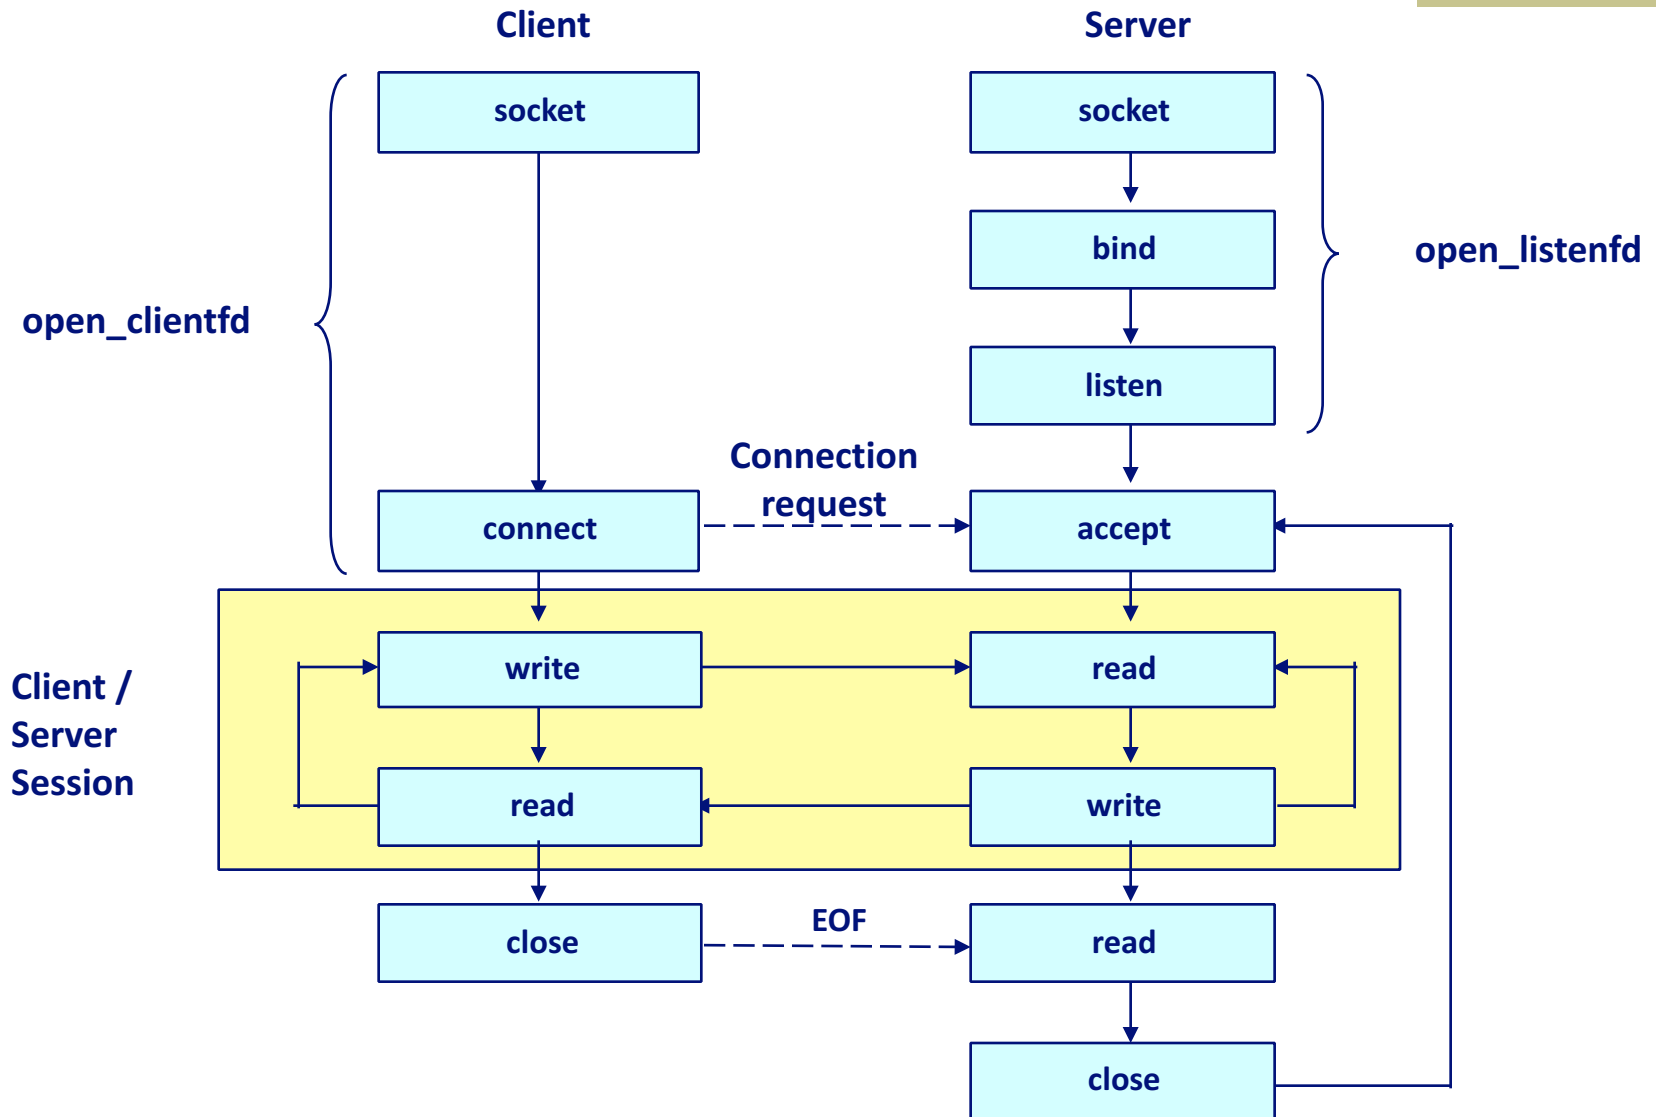 Client
Server
socket
socket
bind
open_listenfd
open_clientfd
listen
Connection
request
connect
accept
Client /
Server
Session
write
read
read
write
EOF
close
read
close